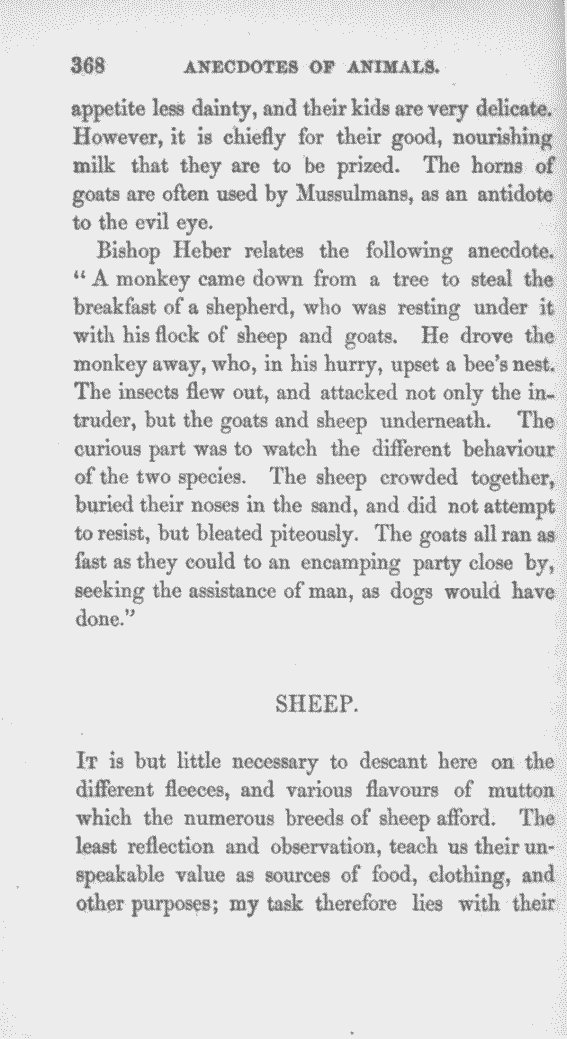 368 ANECDOTES OF ANIMALS.
appetite less dainty, and their kids are very delicate.
However, it is chiefly for their good, nourishing
milk that they are to be prized. The horns of
goats are often used by Mussulmans, as an antidote
to the evil eye.
Bishop Heber relates the following anecdote.
“A monkey came down from a tree to steal the
breakfast of a shepherd, who was resting under it
with his flock of sheep and goats. He drove the
monkey away, who, in his hurry, upset a bee’s nest.
The insects flew out, and attacked not only the in-
truder, but the goats and sheep underneath. The
curious part was to watch the different behaviour
of the two species. The sheep crowded together,
buried their noses in the sand, and did not attempt
to resist, but bleated piteously. The goats all ran as
fast as they could to an encamping party close by,
seeking the assistance of man, as dogs would have
done.”
SHEEP.
IT is but little necessary to descant here on the
different fleeces, and various flavours of mutton
which the numerous breeds of sheep afford. The
least reflection and observation, teach us their un-
speakable value as sources of food, clothing, and
other purposes; my task therefore lies with their